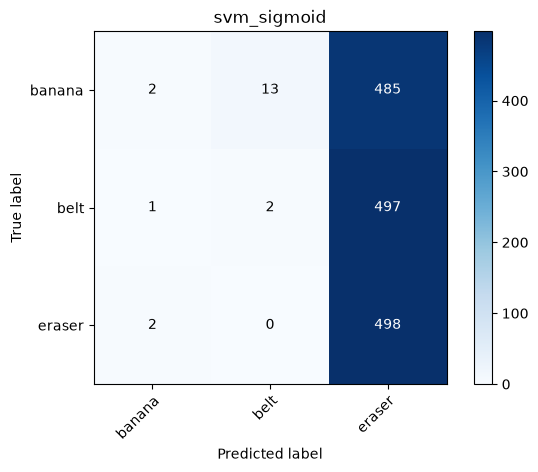 svm_sigmoid
banana 2 13 485
belt 1 2 497
eraser 2 0 498
banana belt eraser
True label
Predicted label
400
300
200
100
0